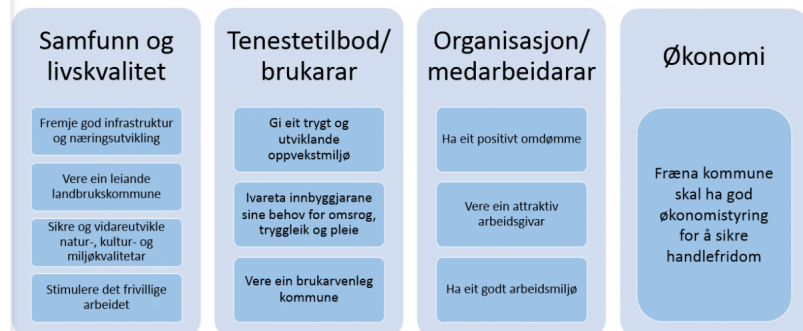 Samfunn og
livskvalitet
Fremje god infrastruktur
og næringsutvikling
Vere ein leiande
landbrukskommune
Sikre og vidareutvikle
natur-, kultur- og
miljøkvalitetar
Stimulere det frivillige
arbeidet
Tenestetilbod/
brukarar
Gi eit trygt og
utviklande
oppvekstmiljø
Ivareta innbyggjarane
sine behov for omsrog,
tryggleik og pleie
Vere ein brukarvenleg
kommune
Organisasjon/
medarbeidarar
Ha eit positivt omdømme
Vere ein attraktiv
arbeidsgivar
Ha eit godt arbeidsmiljø
Økonomi
Fræna kommune
skal ha god
økonomistyring
for å sikre
handlefridom